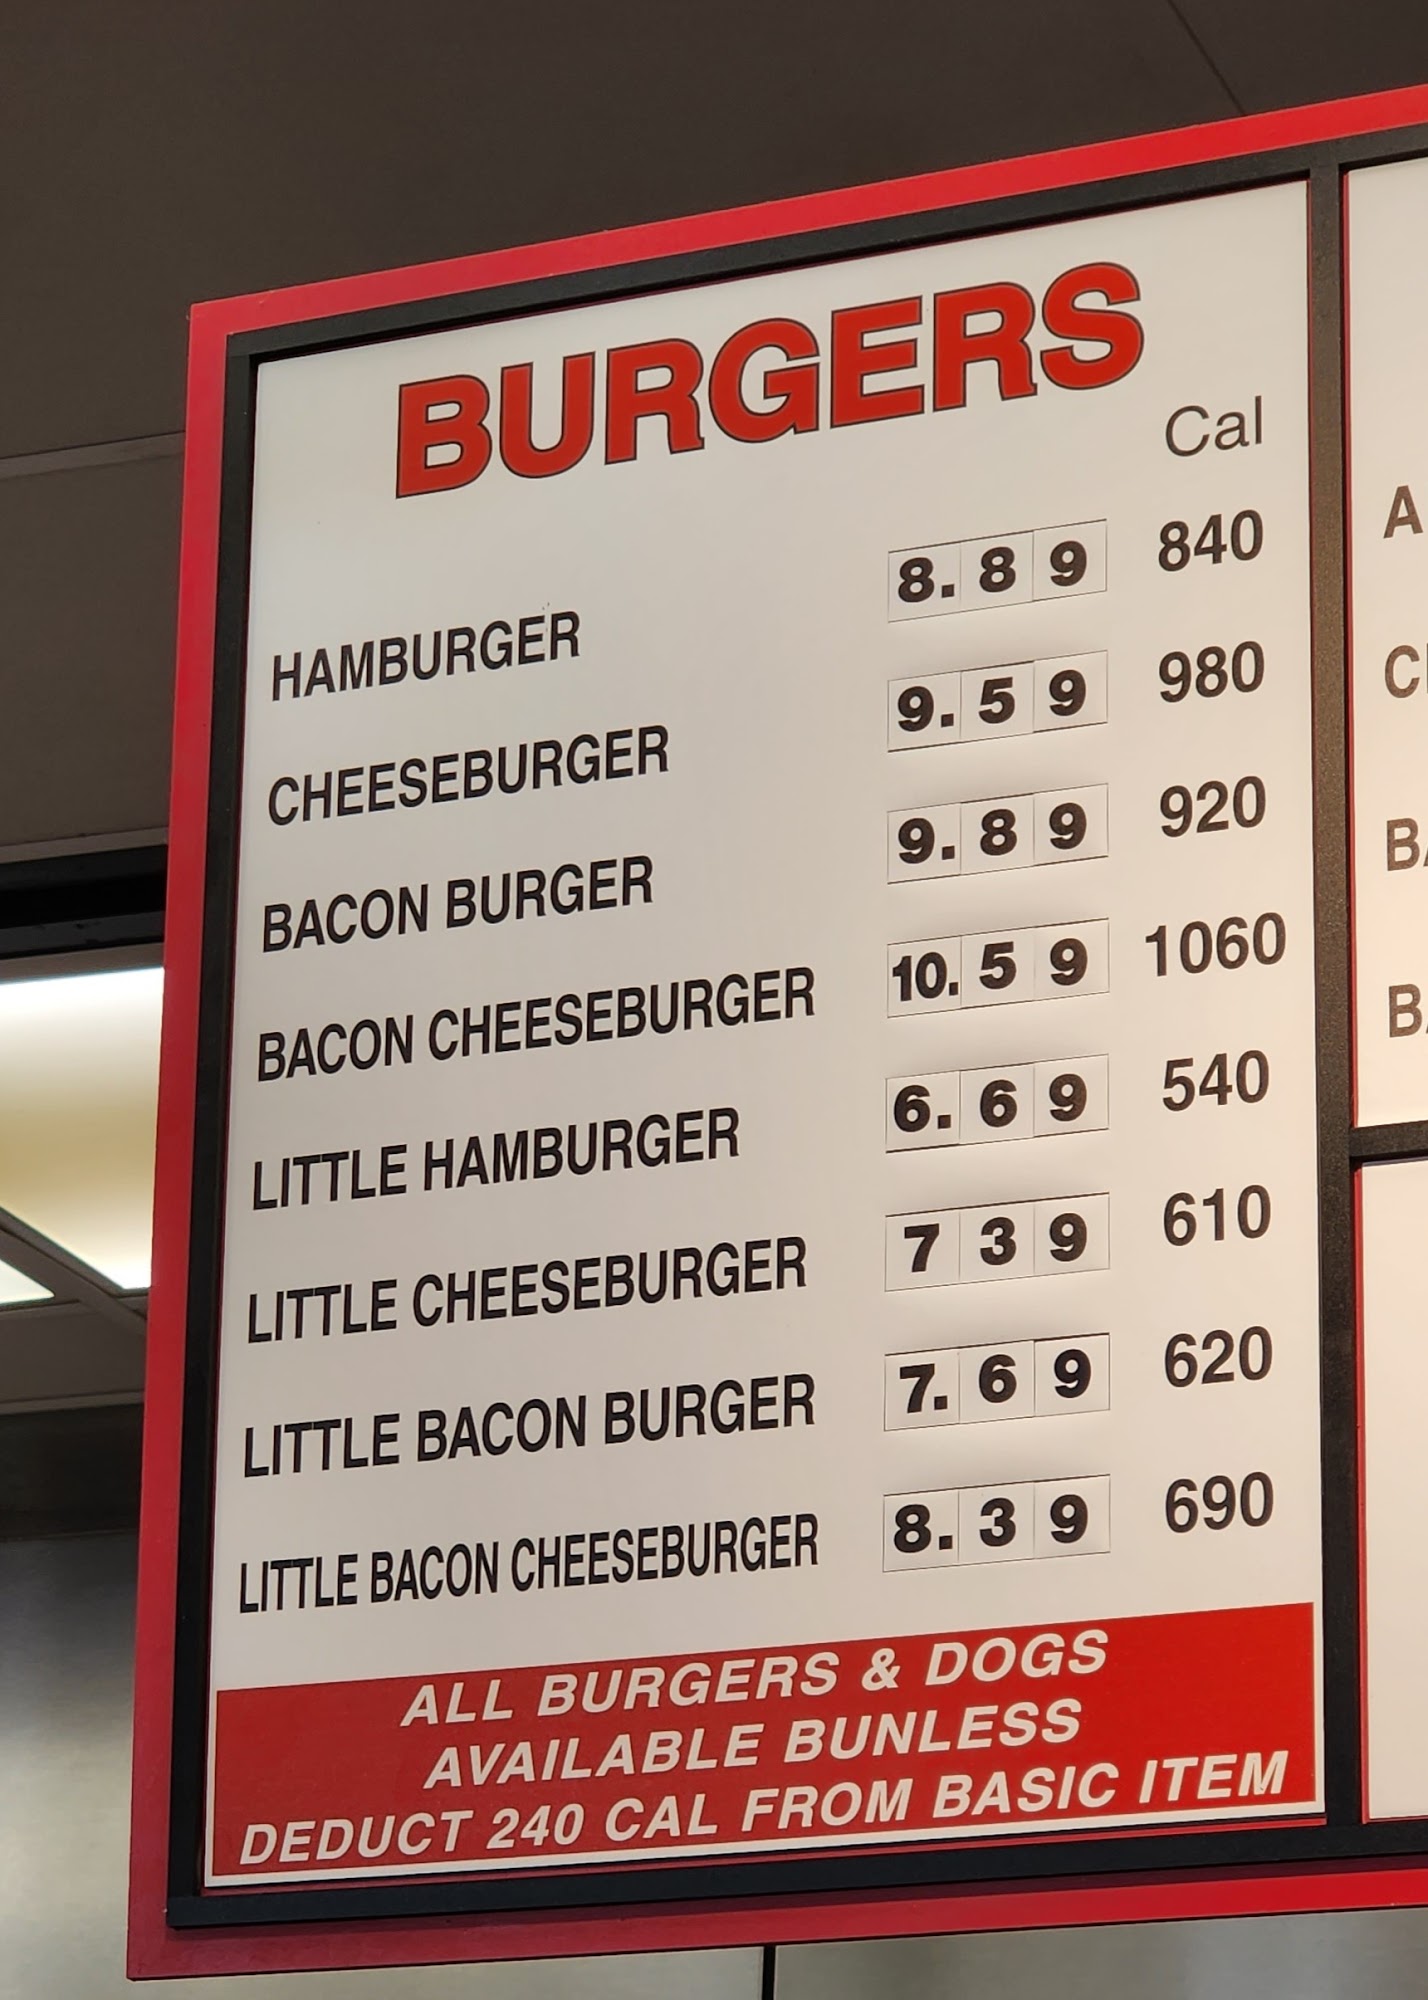 BURGERS
Cal
HAMBURGER 8.89 840
CHEESEBURGER 9.59 980
BACON BURGER 9.89 920
BACON CHEESEBURGER 10.59 1060
LITTLE HAMBURGER 6.69 540
LITTLE CHEESEBURGER 7 39 610
LITTLE BACON BURGER 7.69 620
LITTLE BACON CHEESEBURGER 8.39 690
ALL BURGERS & DOGS
AVAILABLE BUNLESS
DEDUCT 240 CAL FROM BASIC ITEM